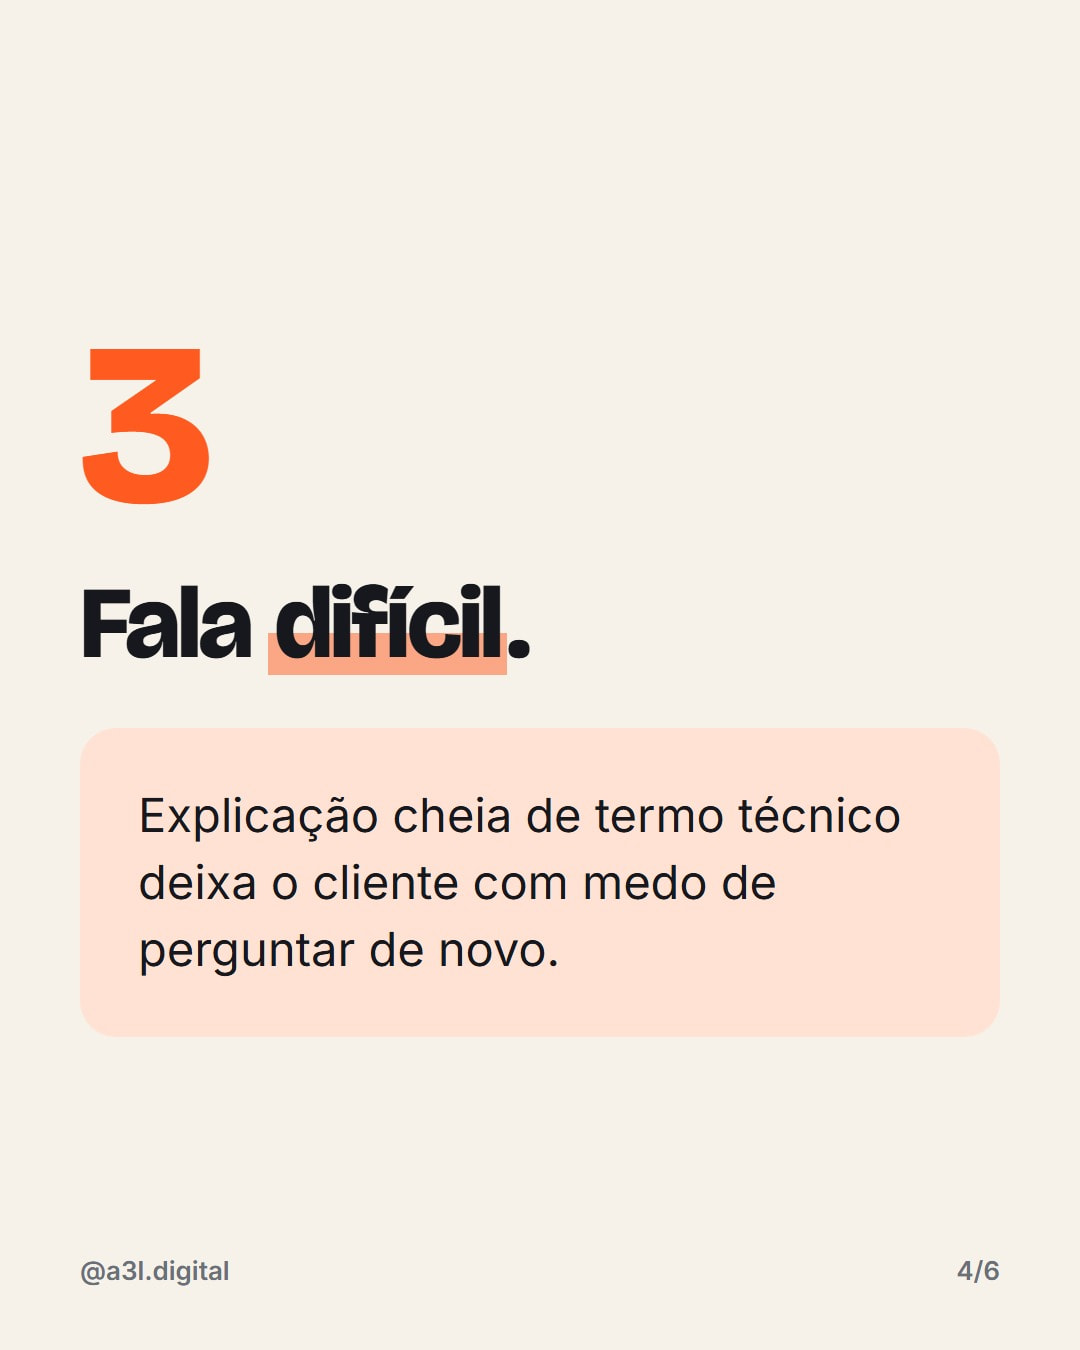 3
Fala difícil.
Explicação cheia de termo técnico
deixa o cliente com medo de
perguntar de novo.
@a3l.digital
4/6